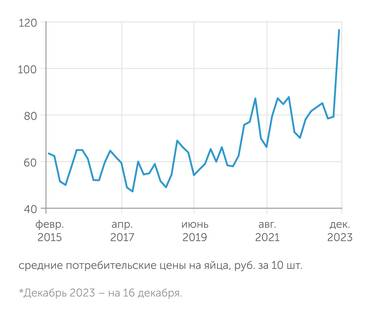 120
100
80
60
40
февр. апр. июнь авг. дек.
2015 2017 2019 2021 2023
средние потребительские цены на яйца, руб. за 10 шт.
*Декабрь 2023 – на 16 декабря.